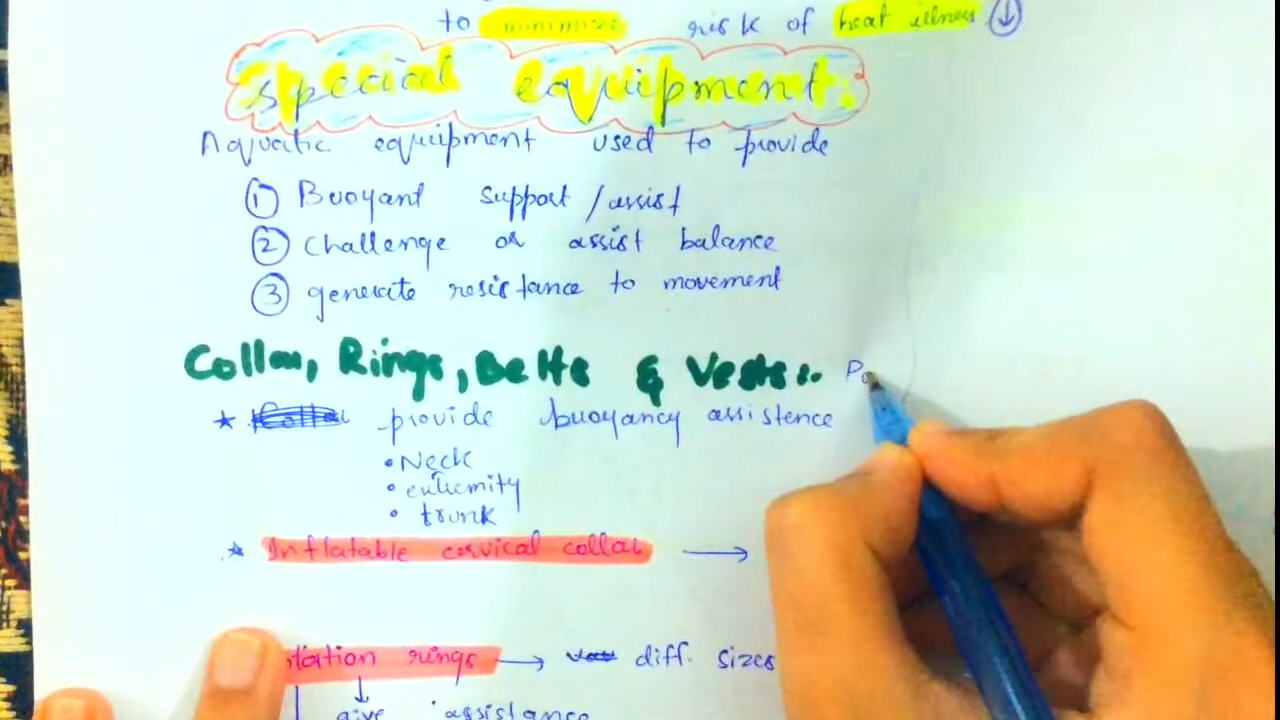 to minimize risk of heat illness ↓
special equipment:
Aquatic equipment used to provide
① Buoyant support / assist
② challenge or assist balance
③ generate resistance to movement
Collar, Rings, Belts & Vests:. Po
★ provide buoyancy assistence
• Neck
• extremity
• trunk
★ Inflatable cervical collar →
tation rings → diff. sizes
give assistance